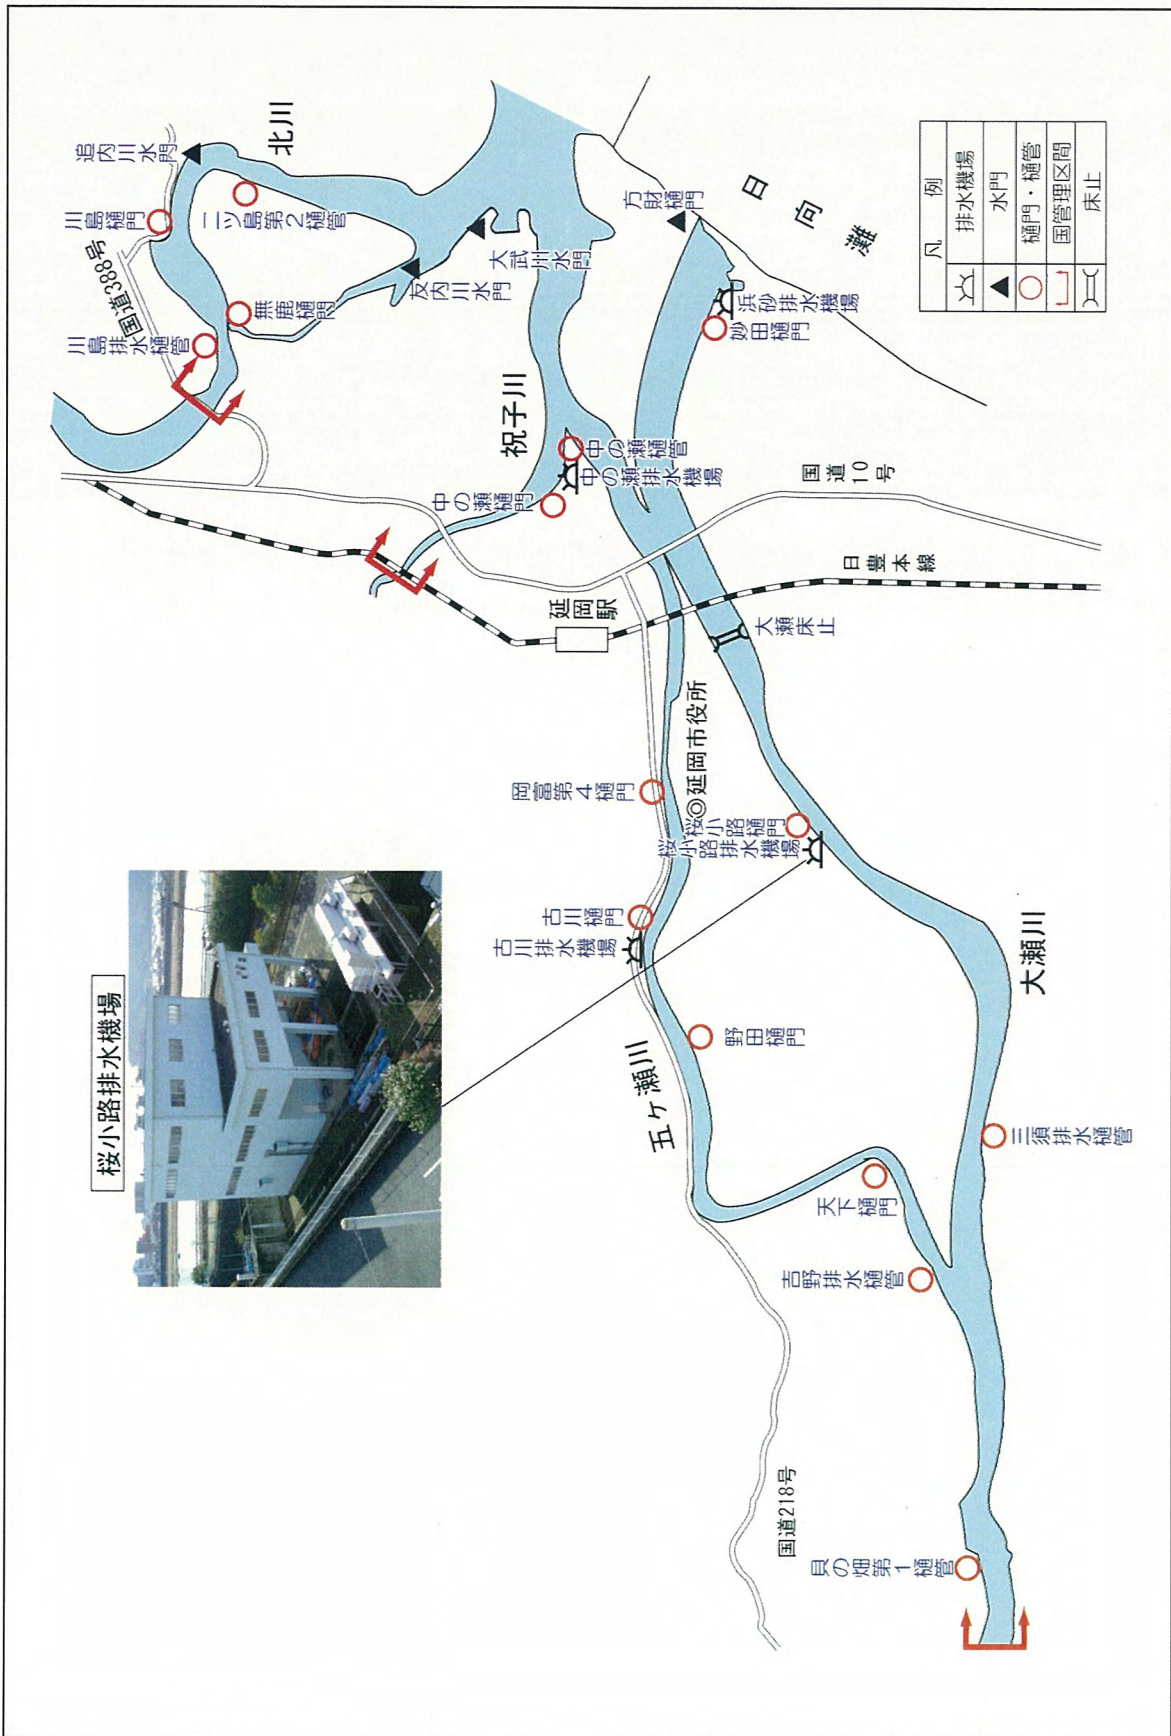 桜小路排水機場
追内川水門
北川
川島樋門
二ツ島第2樋管
国道388号
無鹿樋門
川島排水樋管
友内川水門
大武川水門
方財樋門
日向灘
浜砂排水機場
妙田樋門
祝子川
中の瀬樋管
中の瀬排水機場
中の瀬樋門
国道10号
日豊本線
延岡駅
大瀬床止
◎延岡市役所
岡富第4樋門
桜小路樋門
桜小路排水機場
古川樋門
古川排水機場
五ケ瀬川
野田樋門
大瀬川
天下樋門
三須排水樋管
吉野排水樋管
国道218号
貝の畑第1樋管
凡例
排水機場
水門
樋門・樋管
国管理区間
床止